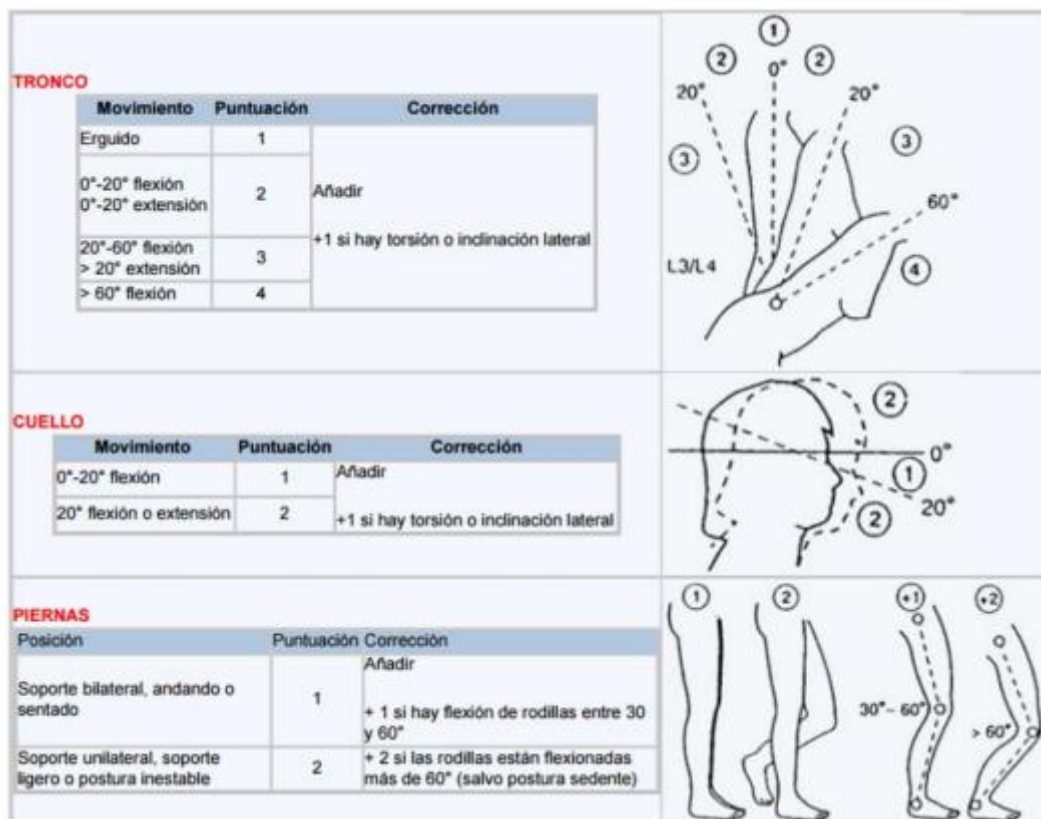 TRONCO
Movimiento Puntuación Corrección
Erguido 1
0°-20° flexión
0°-20° extensión
2
Añadir
+1 si hay torsión o inclinación lateral
20°-60° flexión
> 20° extensión
3
> 60° flexión 4
1
2 2
0°
20° 20°
3 3
60°
L3/L4
4
CUELLO
Movimiento Puntuación Corrección
0°-20° flexión 1 Añadir
20° flexión o extensión 2
+1 si hay torsión o inclinación lateral
2
0°
1
20°
2
PIERNAS
Posición Puntuación Corrección
Soporte bilateral, andando o
sentado
1
Añadir
+ 1 si hay flexión de rodillas entre 30
y 60°
Soporte unilateral, soporte
ligero o postura inestable
2
+ 2 si las rodillas están flexionadas
más de 60° (salvo postura sedente)
1 2 +1 +2
30°- 60°
> 60°